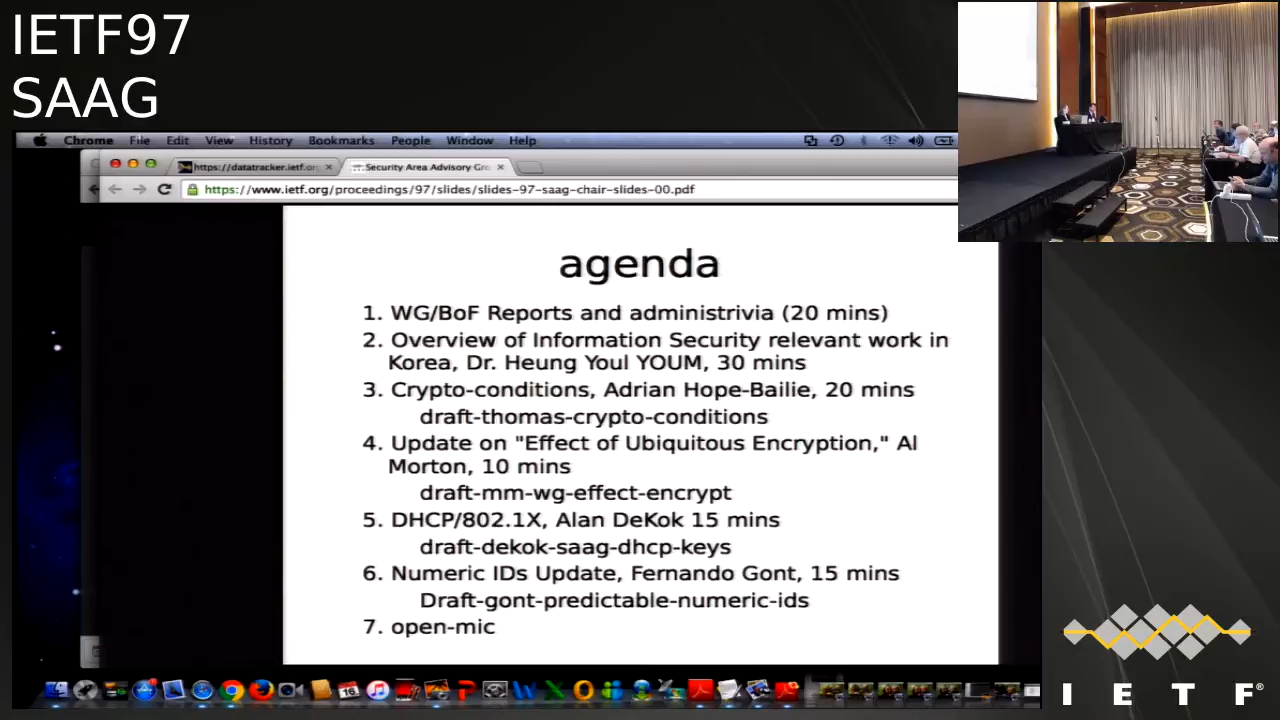 IETF97
SAAG
Chrome File Edit View History Bookmarks People Window Help
https://datatracker.ietf.or
Security Area Advisory Gro
https://www.ietf.org/proceedings/97/slides/slides-97-saag-chair-slides-00.pdf
agenda
1. WG/BoF Reports and administrivia (20 mins)
2. Overview of Information Security relevant work in
Korea, Dr. Heung Youl YOUM, 30 mins
3. Crypto-conditions, Adrian Hope-Bailie, 20 mins
draft-thomas-crypto-conditions
4. Update on "Effect of Ubiquitous Encryption," Al
Morton, 10 mins
draft-mm-wg-effect-encrypt
5. DHCP/802.1X, Alan DeKok 15 mins
draft-dekok-saag-dhcp-keys
6. Numeric IDs Update, Fernando Gont, 15 mins
Draft-gont-predictable-numeric-ids
7. open-mic
16
I E T F®